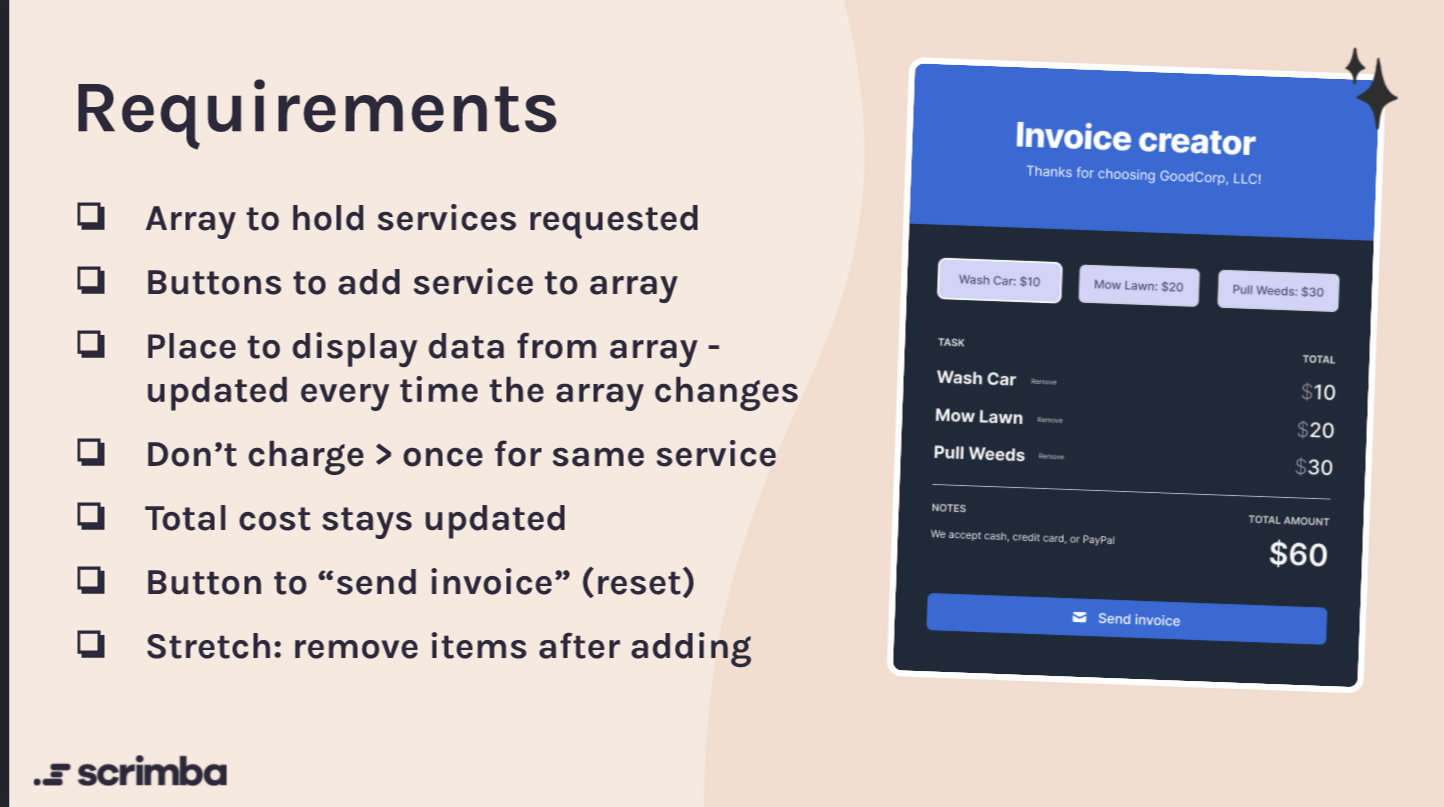 Requirements
Array to hold services requested
Buttons to add service to array
Place to display data from array -
updated every time the array changes
Don’t charge > once for same service
Total cost stays updated
Button to “send invoice” (reset)
Stretch: remove items after adding
scrimba
Invoice creator
Thanks for choosing GoodCorp, LLC!
Wash Car: $10 Mow Lawn: $20 Pull Weeds: $30
TASK TOTAL
Wash Car Remove $10
Mow Lawn Remove $20
Pull Weeds Remove $30
NOTES TOTAL AMOUNT
We accept cash, credit card, or PayPal $60
Send invoice